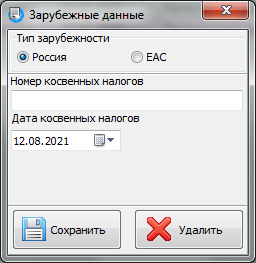 Зарубежные данные
Тип зарубежности
Россия ЕАС
Номер косвенных налогов
Дата косвенных налогов
12.08.2021
Сохранить Удалить